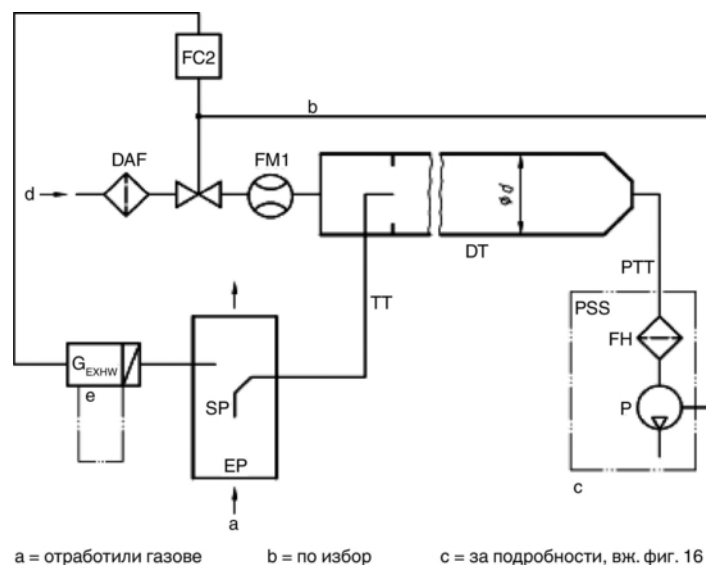 FC2
b
DAF
FM1
d
ø d
DT
PTT
TT
PSS
FH
G EXHW
e
SP
P
EP
c
a
a = отработили газове b = по избор c = за подробности, вж. фиг. 16